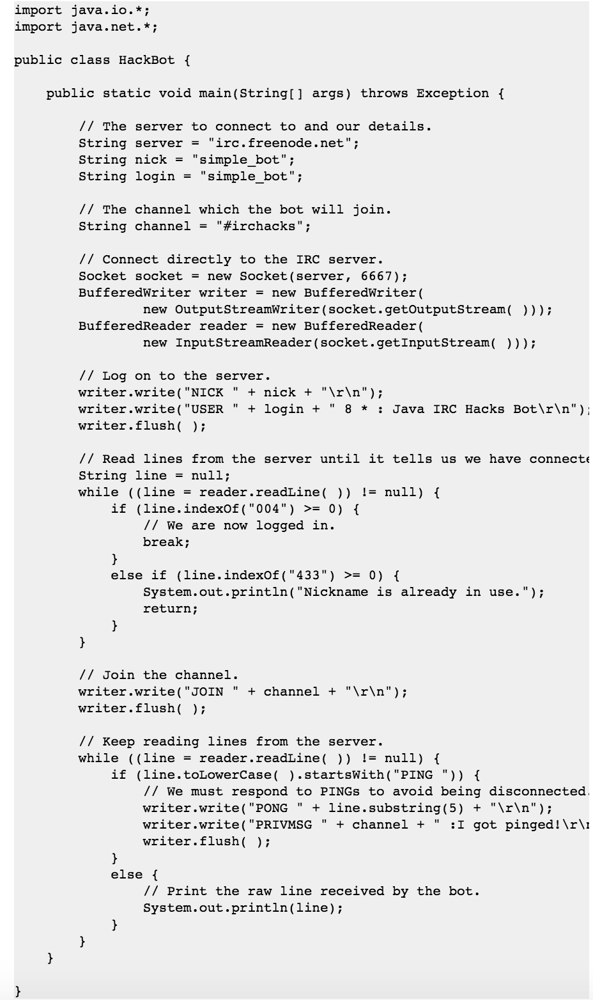 import java.io.*;
import java.net.*;

public class HackBot {

    public static void main(String[] args) throws Exception {

        // The server to connect to and our details.
        String server = "irc.freenode.net";
        String nick = "simple_bot";
        String login = "simple_bot";

        // The channel which the bot will join.
        String channel = "#irchacks";

        // Connect directly to the IRC server.
        Socket socket = new Socket(server, 6667);
        BufferedWriter writer = new BufferedWriter(
                new OutputStreamWriter(socket.getOutputStream( )));
        BufferedReader reader = new BufferedReader(
                new InputStreamReader(socket.getInputStream( )));

        // Log on to the server.
        writer.write("NICK " + nick + "\r\n");
        writer.write("USER " + login + " 8 * : Java IRC Hacks Bot\r\n");
        writer.flush( );

        // Read lines from the server until it tells us we have connecte
        String line = null;
        while ((line = reader.readLine( )) != null) {
            if (line.indexOf("004") >= 0) {
                // We are now logged in.
                break;
            }
            else if (line.indexOf("433") >= 0) {
                System.out.println("Nickname is already in use.");
                return;
            }
        }

        // Join the channel.
        writer.write("JOIN " + channel + "\r\n");
        writer.flush( );

        // Keep reading lines from the server.
        while ((line = reader.readLine( )) != null) {
            if (line.toLowerCase( ).startsWith("PING ")) {
                // We must respond to PINGs to avoid being disconnected.
                writer.write("PONG " + line.substring(5) + "\r\n");
                writer.write("PRIVMSG " + channel + " :I got pinged!\r\
                writer.flush( );
            }
            else {
                // Print the raw line received by the bot.
                System.out.println(line);
            }
        }
    }

}